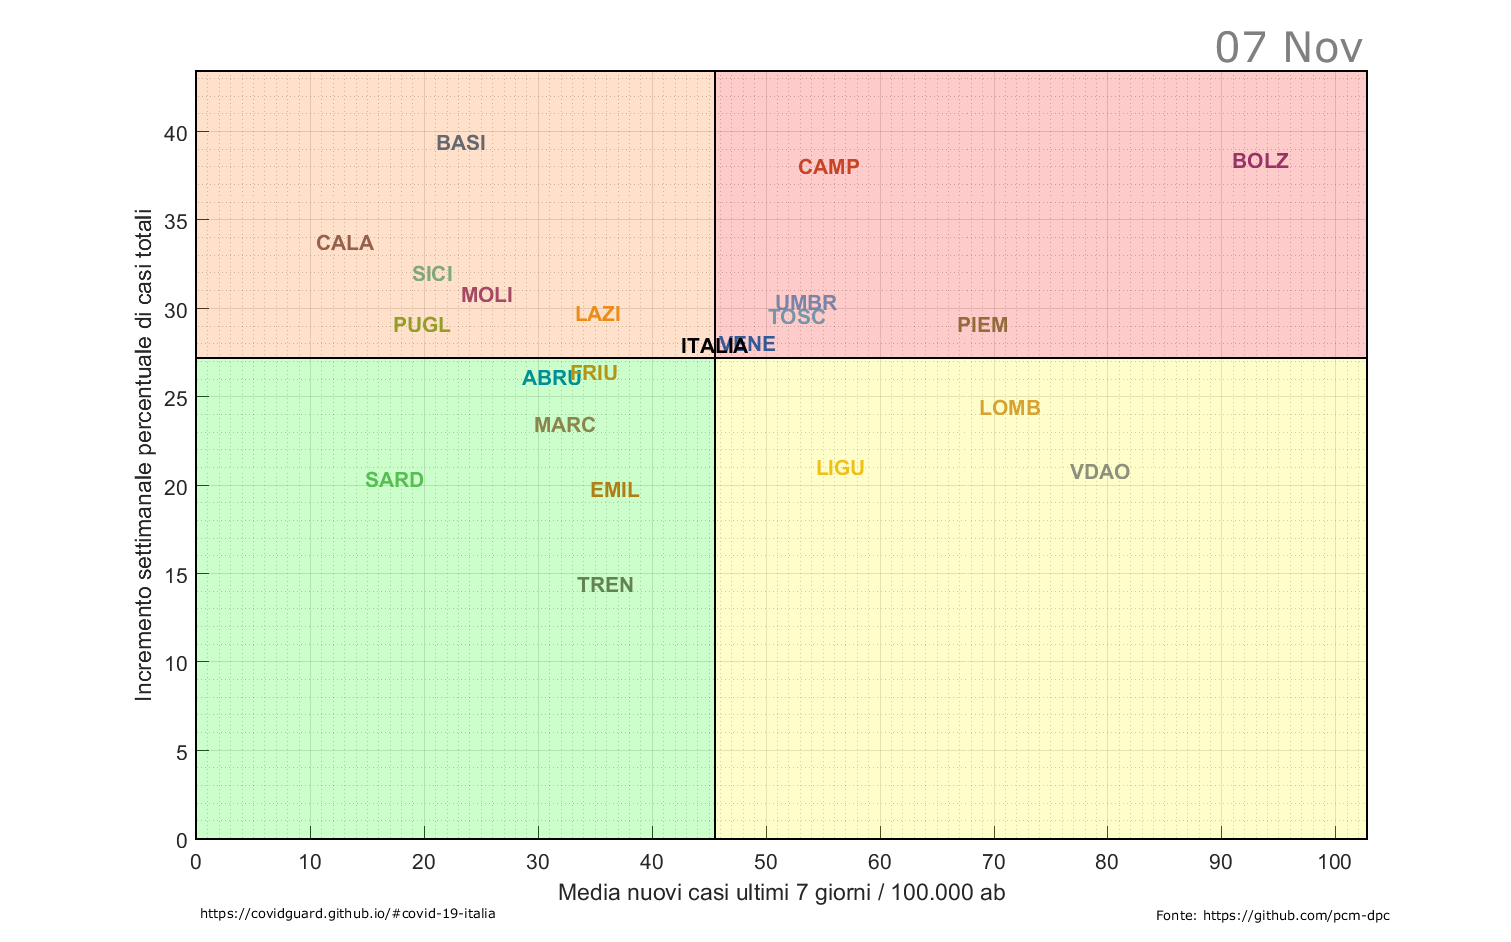 07 Nov
Incremento settimanale percentuale di casi totali
40
35
30
25
20
15
10
5
0
BASI
CAMP
BOLZ
CALA
SICI
MOLI
LAZI
PUGL
UMBR
TOSC
PIEM
ITALIA
VENE
ABRU
FRIU
MARC
SARD
EMIL
TREN
LOMB
LIGU
VDAO
0 10 20 30 40 50 60 70 80 90 100
Media nuovi casi ultimi 7 giorni / 100.000 ab
https://covidguard.github.io/#covid-19-italia
Fonte: https://github.com/pcm-dpc